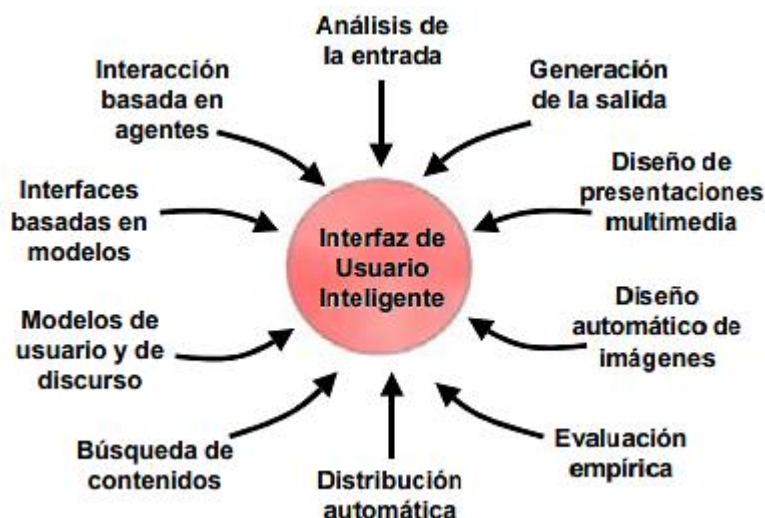 Análisis de
la entrada
Generación
de la salida
Diseño de
presentaciones
multimedia
Diseño
automático de
imágenes
Evaluación
empírica
Distribución
automática
Búsqueda de
contenidos
Modelos de
usuario y de
discurso
Interfaces
basadas en
modelos
Interacción
basada en
agentes
Interfaz de
Usuario
Inteligente